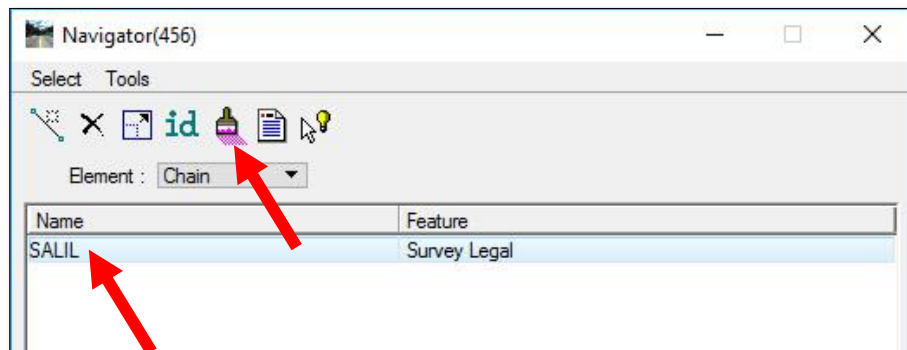 Navigator(456)
Select Tools
id
Element : Chain
Name Feature
SALIL Survey Legal